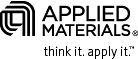 APPLIED
MATERIALS®
think it. apply it.™